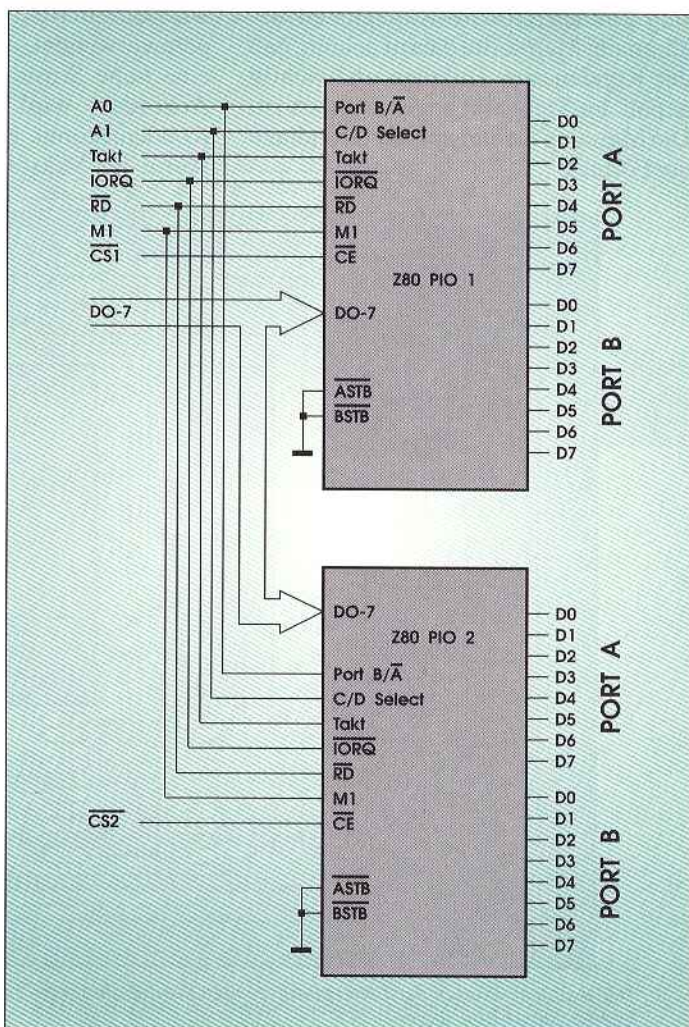 A0
A1
Takt
IORQ
RD
M1
CS1
DO-7
Port B/A
C/D Select
Takt
IORQ
RD
M1
CE
Z80 PIO 1
DO-7
ASTB
BSTB
D0
D1
D2
D3
D4
D5
D6
D7
PORT A
D0
D1
D2
D3
D4
D5
D6
D7
PORT B
DO-7
Z80 PIO 2
Port B/A
C/D Select
Takt
IORQ
RD
M1
CE
CS2
ASTB
BSTB
D0
D1
D2
D3
D4
D5
D6
D7
PORT A
D0
D1
D2
D3
D4
D5
D6
D7
PORT B